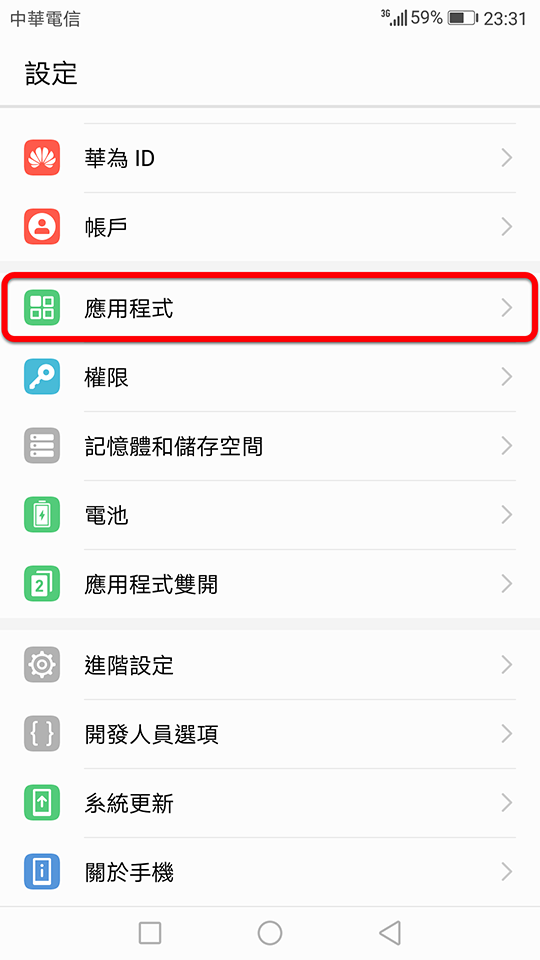 中華電信 3G 59% 23:31
設定
華為 ID
帳戶
應用程式
權限
記憶體和儲存空間
電池
2 應用程式雙開
進階設定
{ } 開發人員選項
系統更新
關於手機